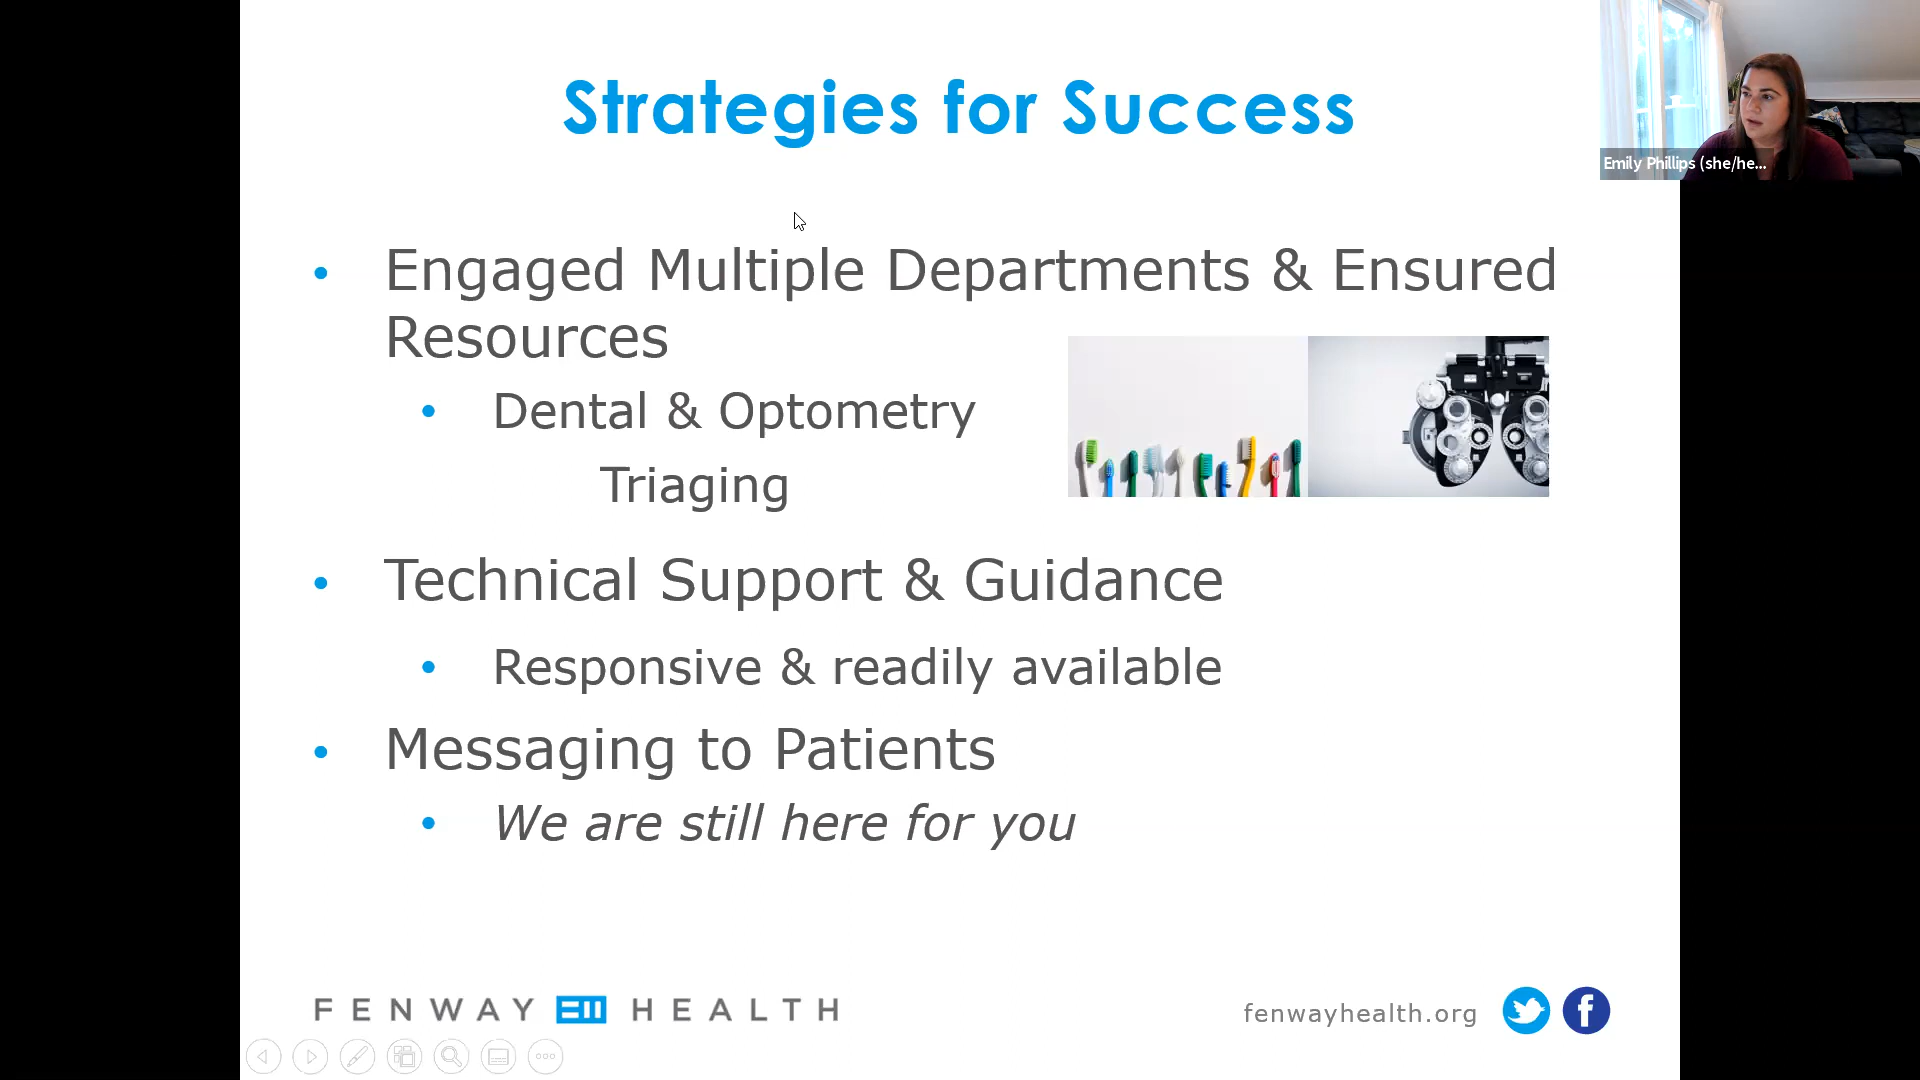 Strategies for Success
Emily Phillips (she/he...
• Engaged Multiple Departments & Ensured
Resources
• Dental & Optometry
Triaging
• Technical Support & Guidance
• Responsive & readily available
• Messaging to Patients
• We are still here for you
FENWAY HEALTH
fenwayhealth.org